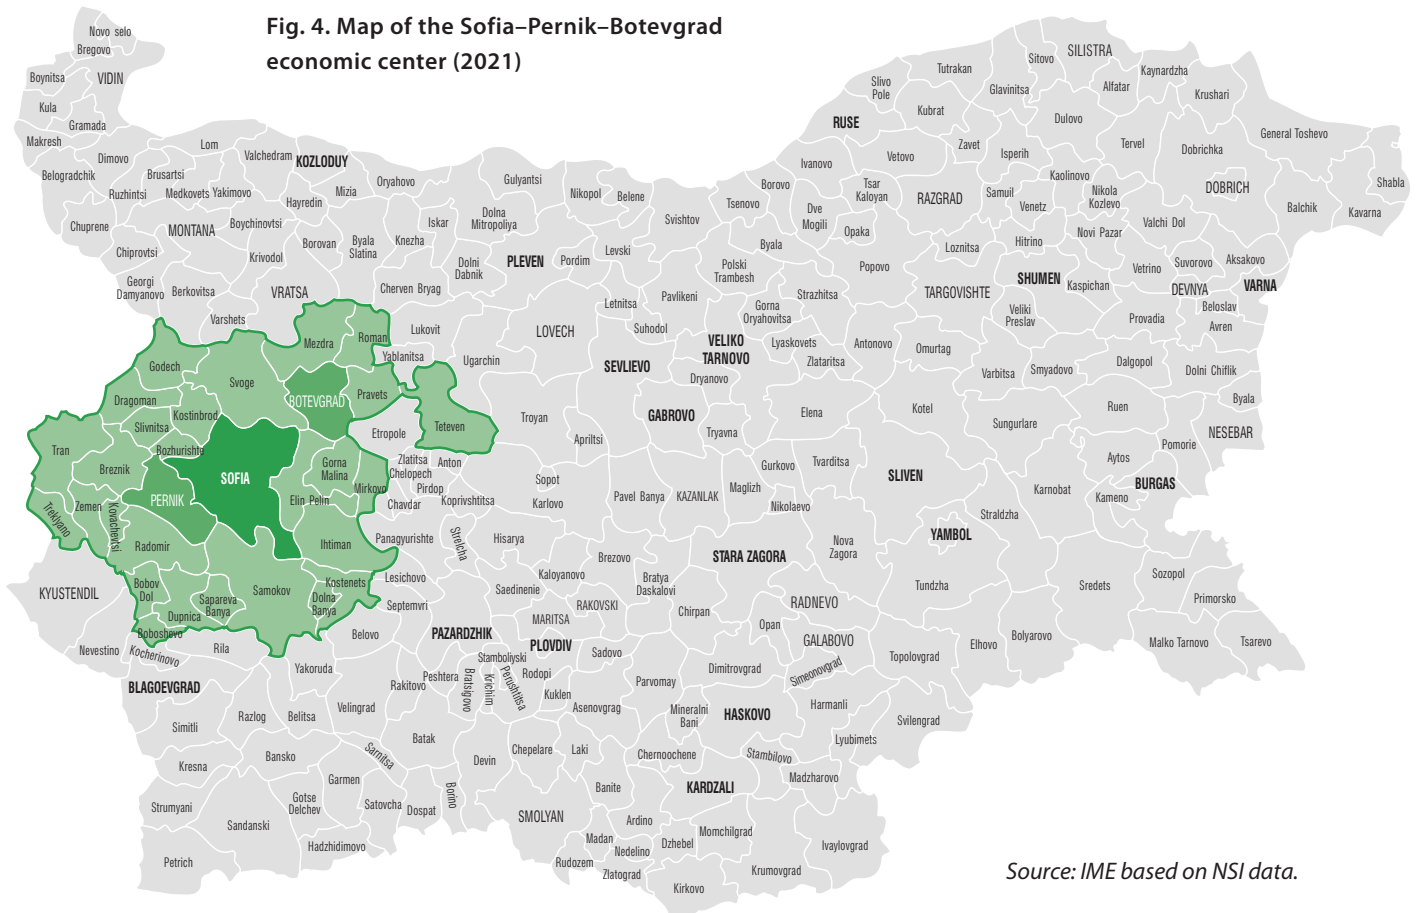 Fig. 4. Map of the Sofia–Pernik–Botevgrad
economic center (2021)
Novo selo
Bregovo
Boynitsa
VIDIN
Kula
Gramada
Makresh
Dimovo
Belogradchik
Ruzhintsi
Brusartsi
Lom
Medkovets
Yakimovo
Valchedram
KOZLODUY
Hayredin
Mizia
Oryahovo
Chuprene
MONTANA
Boychinovtsi
Chiprovtsi
Georgi
Damyanovo
Berkovitsa
Krivodol
Borovan
Byala
Slatina
Knezha
Iskar
VRATSA
Varshets
Cherven Bryag
Gulyantsi
Dolna
Mitropoliya
Dolni
Dabnik
PLEVEN
Pordim
Nikopol
Belene
Levski
Svishtov
Letnitsa
Pavlikeni
Suhodol
LOVECH
Lukovit
Yablanitsa
Ugarchin
Troyan
Apriltsi
SEVLIEVO
GABROVO
Dryanovo
Tryavna
VELIKO
TARNOVO
Polski
Trambesh
Gorna
Oryahovitsa
Lyaskovets
Strazhitsa
Zlataritsa
Elena
Slivo
Pole
RUSE
Ivanovo
Borovo
Tsenovo
Byala
Dve
Mogili
Vetovo
Tsar
Kaloyan
Opaka
Popovo
Antonovo
Omurtag
TARGOVISHTE
Loznitsa
RAZGRAD
Kubrat
Zavet
Isperih
Samuil
Tutrakan
Glavinitsa
Sitovo
SILISTRA
Alfatar
Kaynardzha
Dulovo
Krushari
Tervel
Dobrichka
General Toshevo
DOBRICH
Shabla
Balchik
Kavarna
Kaolinovo
Venetz
Nikola
Kozlevo
Hitrino
Novi Pazar
SHUMEN
Kaspichan
Veliki
Preslav
Varbitsa
Smyadovo
Valchi Dol
Vetrino
Suvorovo
Aksakovo
DEVNYA
VARNA
Beloslav
Provadia
Avren
Dalgopol
Dolni Chiflik
Byala
Kotel
Sungurlare
Ruen
NESEBAR
Pomorie
Aytos
BURGAS
Kameno
Karnobat
Sredets
Sozopol
Primorsko
Tsarevo
Malko Tarnovo
SLIVEN
Tvarditsa
Nova
Zagora
YAMBOL
Straldzha
Tundzha
Elhovo
Bolyarovo
Godech
Svoge
Mezdra
Roman
BOTEVGRAD
Pravets
Teteven
Etropole
Dragoman
Kostinbrod
Slivnitsa
Bozhurishte
Tran
Breznik
SOFIA
PERNIK
Gorna
Malina
Mirkovo
Elin Pelin
Zemen
Kovachevtsi
Treklyano
Radomir
Ihtiman
Kostenets
Samokov
Dolna
Banya
Bobov
Dol
Dupnica
Sapareva
Banya
Boboshevo
Zlatitsa
Anton
Chelopech
Pirdop
Chavdar
Koprivshtitsa
Panagyurishte
Strelcha
Lesichovo
Septemvri
Belovo
PAZARDZHIK
Sopot
Karlovo
Hisarya
Kaloyanovo
Saedinenie
Brezovo
RAKOVSKI
MARITSA
PLOVDIV
Stamboliyski
Rodopi
Perushtitsa
Krichim
Kuklen
Sadovo
Asenovgrag
Parvomay
Laki
Pavel Banya
KAZANLAK
Maglizh
Gurkovo
Nikolaevo
STARA ZAGORA
Bratya
Daskalovi
Chirpan
Opan
RADNEVO
GALABOVO
KYUSTENDIL
Nevestino
Kocherinovo
Rila
BLAGOEVGRAD
Simitli
Razlog
Belitsa
Yakoruda
Kresna
Bansko
Strumyani
Sandanski
Petrich
Gotse
Delchev
Garmen
Hadzhidimovo
Satovcha
Velingrad
Rakitovo
Peshtera
Bratsigovo
Batak
Sarnitsa
Dospat
Borino
Devin
Chepelare
SMOLYAN
Banite
Madan
Rudozem
Nedelino
Zlatograd
Ardino
Chernoochene
KARDZALI
Dzhebel
Momchilgrad
Kirkovo
Krumovgrad
Dimitrovgrad
Mineralni
Bani
HASKOVO
Simeonovgrad
Harmanli
Topolovgrad
Svilengrad
Lyubimets
Stambilovo
Madzharovo
Ivaylovgrad
Source: IME based on NSI data.